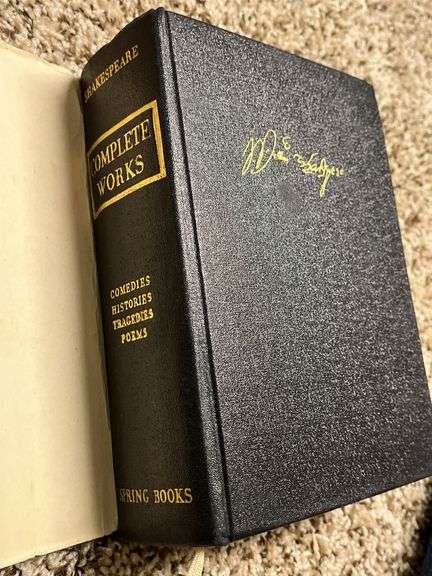 SHAKESPEARE
COMPLETE
WORKS
COMEDIES
HISTORIES
TRAGEDIES
POEMS
SPRING BOOKS